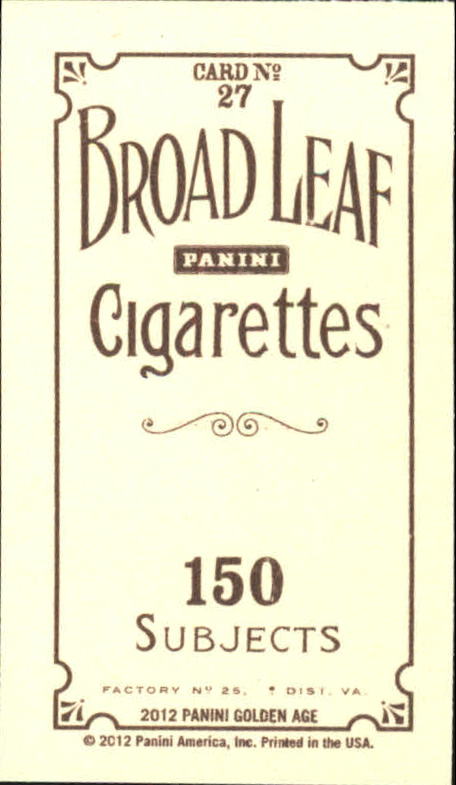 CARD Nº
27
BROAD LEAF
PANINI
Cigarettes
150
SUBJECTS
FACTORY Nº 25, DIST. VA.
2012 PANINI GOLDEN AGE
© 2012 Panini America, Inc. Printed in the USA.